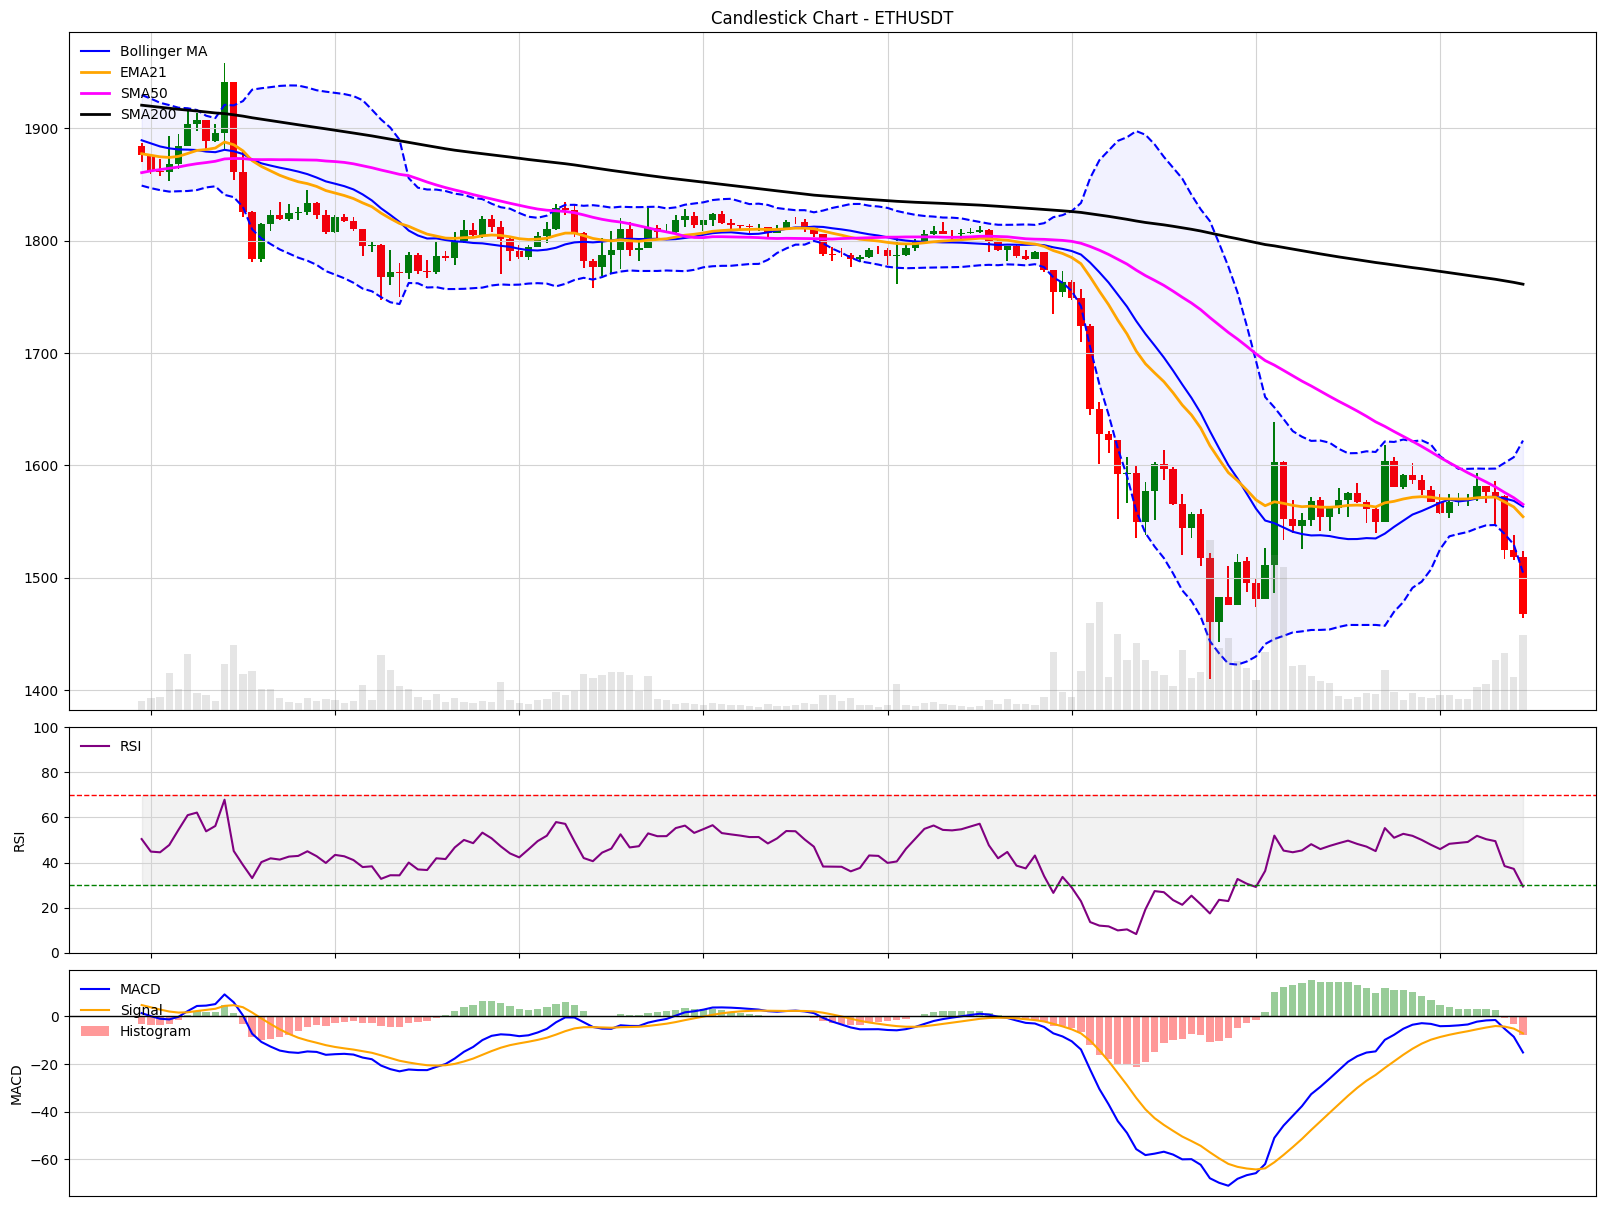 Candlestick Chart - ETHUSDT
Bollinger MA
EMA21
SMA50
SMA200
1900
1800
1700
1600
1500
1400
RSI
100
80
60
40
20
0
RSI
MACD
Signal
Histogram
0
−20
−40
−60
MACD